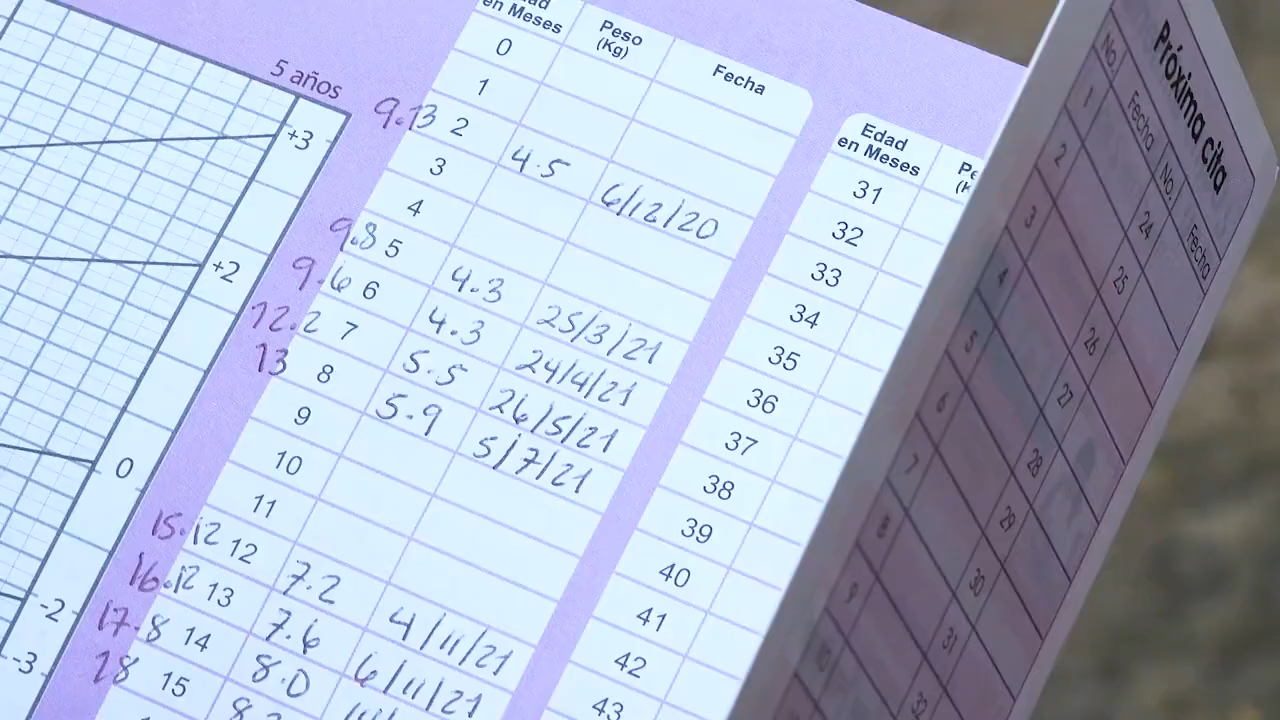 5 años
+3
+2
0
-2
-3
en Meses Peso (Kg) Fecha
0
1
9.13 2 4.5 6/12/20
3
4
9.8 5 4.3 25/3/21
9.6 6 4.3 24/4/21
12.2 7 5.5 26/5/21
13 8 5.9 5/7/21
9
10
11
15.12 12 7.2 4/11/21
16.12 13 7.6 6/11/21
17.8 14 8.0
18 15
Edad en Meses
31
32
33
34
35
36
37
38
39
40
41
42
43
Próxima cita
No. Fecha No. Fecha
1 24
2 25
3 26
4 27
5 28
6 29
7 30
8 31
9 32
10